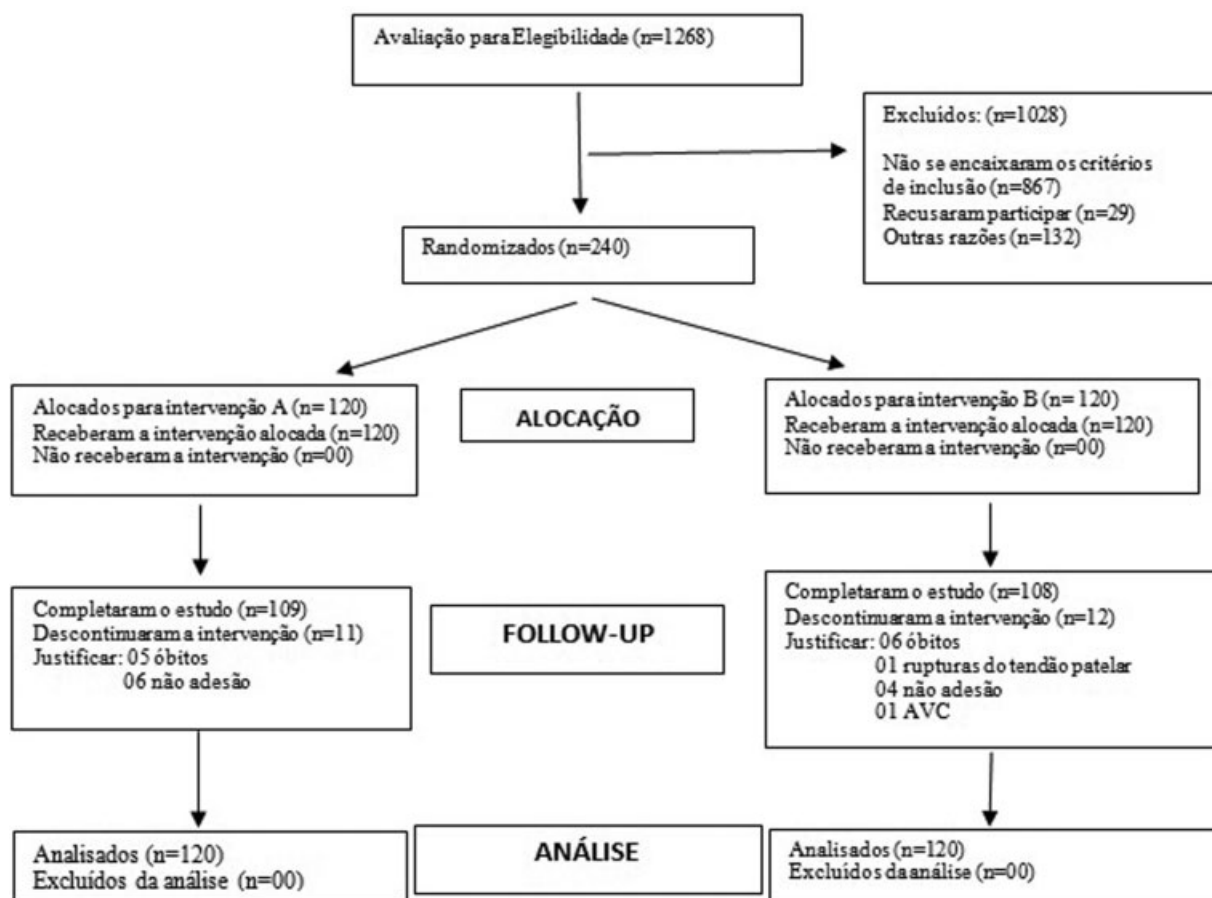 Avaliação para Elegibilidade (n=1268)
Excluídos: (n=1028)
Não se encaixaram os critérios
de inclusão (n=867)
Recusaram participar (n=29)
Outras razões (n=132)
Randomizados (n=240)
Alocados para intervenção A (n= 120)
Receberam a intervenção alocada (n=120)
Não receberam a intervenção (n=00)
ALOCAÇÃO
Alocados para intervenção B (n= 120)
Receberam a intervenção alocada (n=120)
Não receberam a intervenção (n=00)
Completaram o estudo (n=109)
Descontinuaram a intervenção (n=11)
Justificar: 05 óbitos
06 não adesão
FOLLOW-UP
Completaram o estudo (n=108)
Descontinuaram a intervenção (n=12)
Justificar: 06 óbitos
01 rupturas do tendão patelar
04 não adesão
01 AVC
Analisados (n=120)
Excluídos da análise (n=00)
ANÁLISE
Analisados (n=120)
Excluídos da análise (n=00)